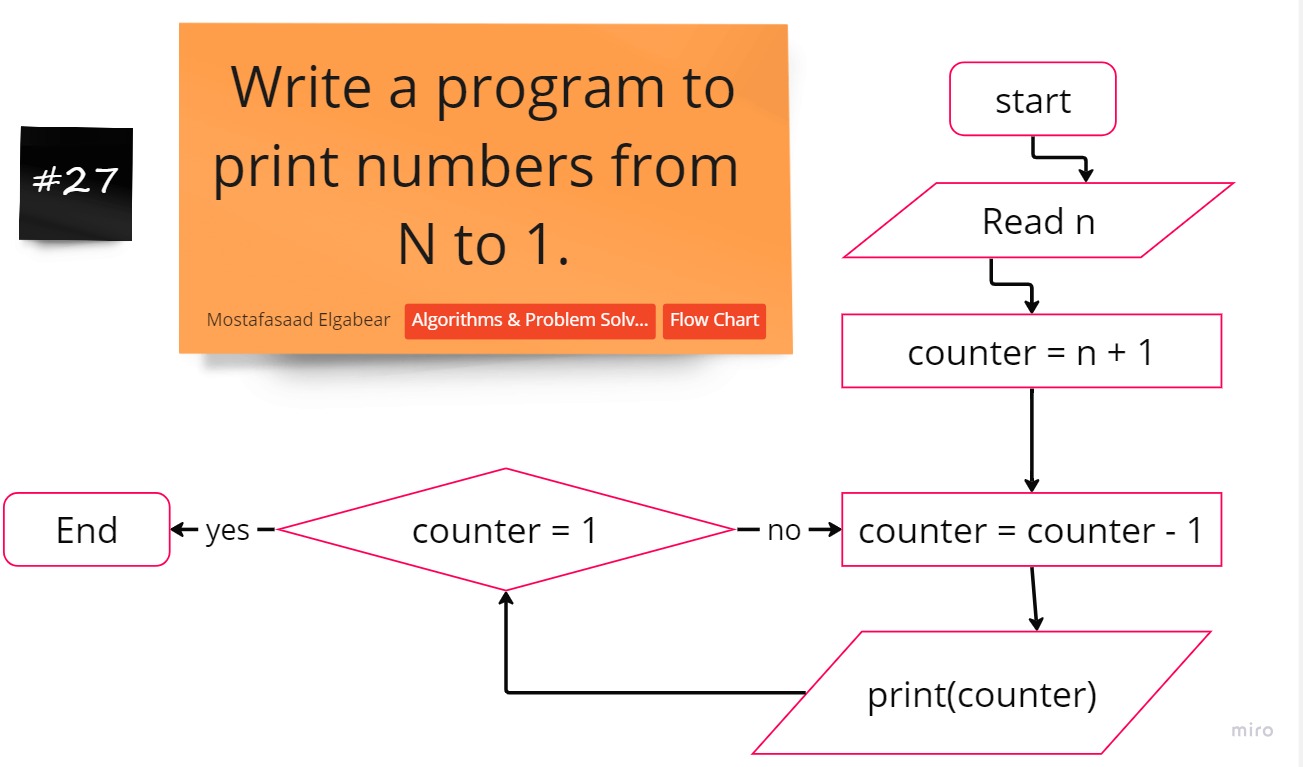 #27
Write a program to
print numbers from
N to 1.
Mostafasaad Elgabear
Algorithms & Problem Solv...
Flow Chart
start
Read n
counter = n + 1
counter = counter - 1
print(counter)
counter = 1
no
yes
End
miro